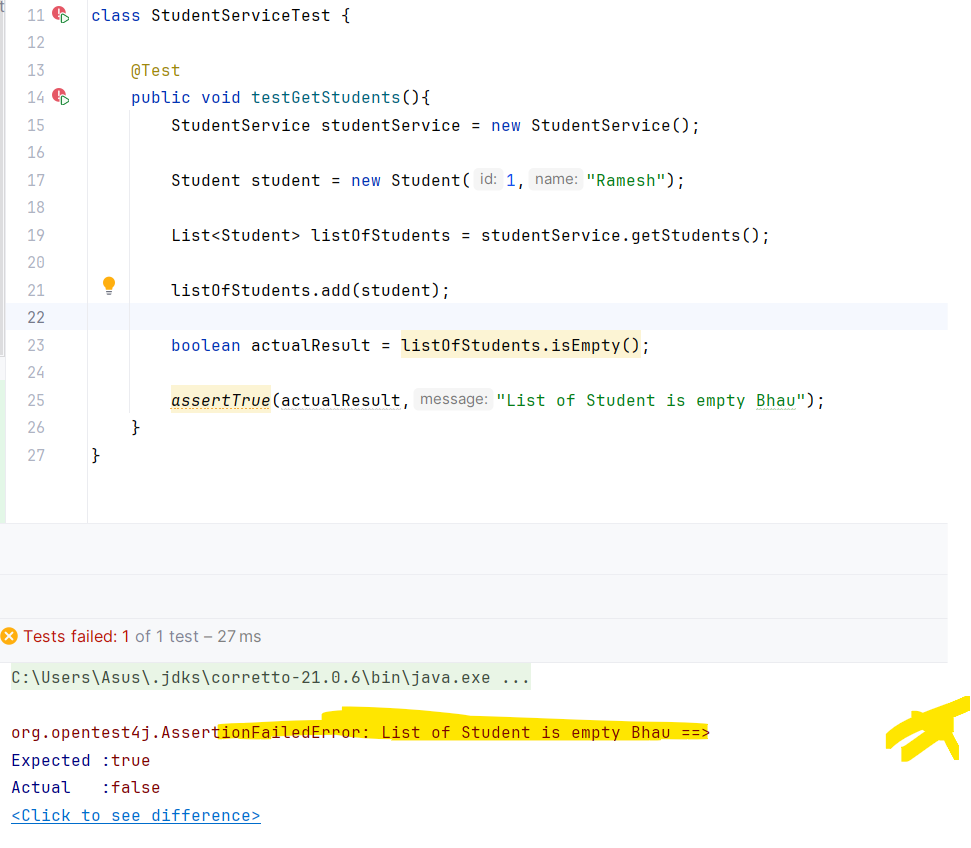 11 class StudentServiceTest {
12
13 @Test
14 public void testGetStudents(){
15 StudentService studentService = new StudentService();
16
17 Student student = new Student( id: 1, name: "Ramesh");
18
19 List<Student> listOfStudents = studentService.getStudents();
20
21 listOfStudents.add(student);
22
23 boolean actualResult = listOfStudents.isEmpty();
24
25 assertTrue(actualResult, message: "List of Student is empty Bhau");
26 }
27 }
Tests failed: 1 of 1 test – 27 ms
C:\Users\Asus\.jdks\corretto-21.0.6\bin\java.exe ...
org.opentest4j.AssertionFailedError: List of Student is empty Bhau ==>
Expected :true
Actual   :false
<Click to see difference>